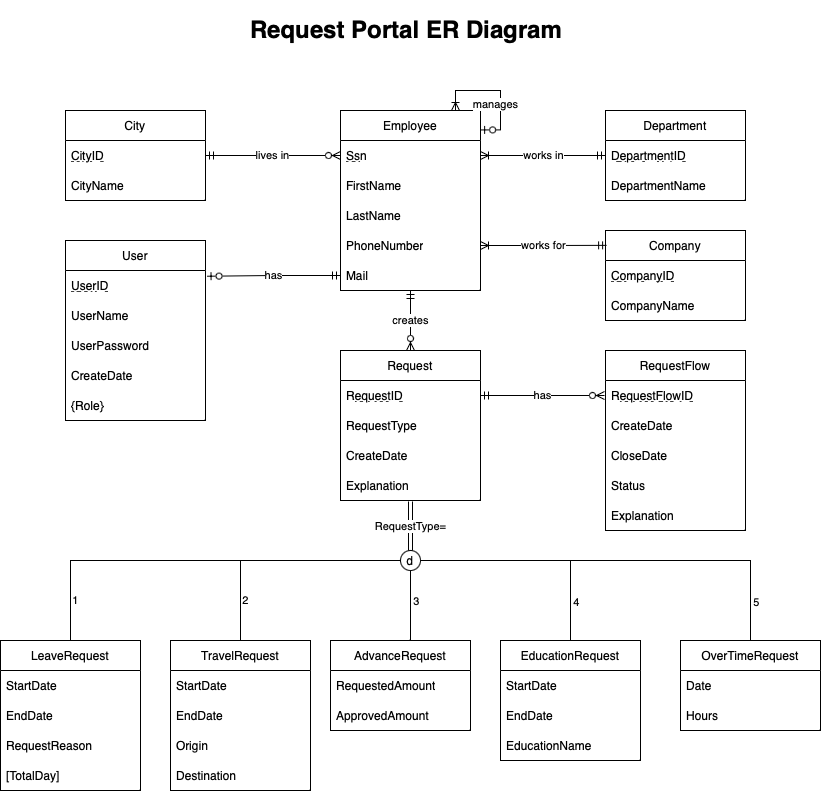 Request Portal ER Diagram
manages
City
CityID
CityName
lives in
Employee
Ssn
FirstName
LastName
PhoneNumber
Mail
works in
Department
DepartmentID
DepartmentName
works for
Company
CompanyID
CompanyName
User
UserID
UserName
UserPassword
CreateDate
{Role}
has
creates
Request
RequestID
RequestType
CreateDate
Explanation
has
RequestFlow
RequestFlowID
CreateDate
CloseDate
Status
Explanation
RequestType=
d
1
2
3
4
5
LeaveRequest
StartDate
EndDate
RequestReason
[TotalDay]
TravelRequest
StartDate
EndDate
Origin
Destination
AdvanceRequest
RequestedAmount
ApprovedAmount
EducationRequest
StartDate
EndDate
EducationName
OverTimeRequest
Date
Hours